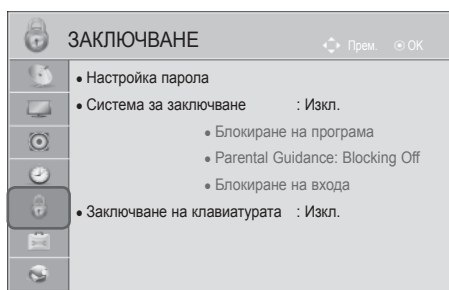 ЗАКЛЮЧВАНЕ Прем. OK
• Настройка парола
• Система за заключване : Изкл.
• Блокиране на програма
• Parental Guidance: Blocking Off
• Блокиране на входа
• Заключване на клавиатурата : Изкл.